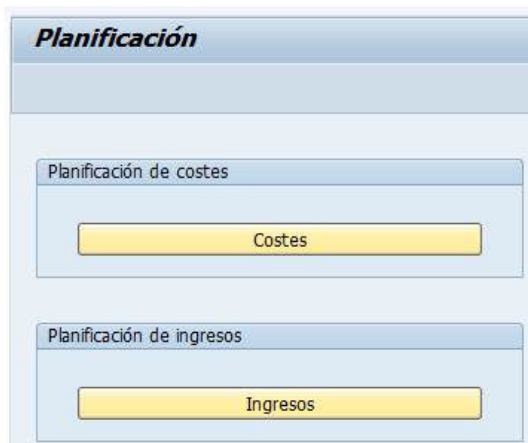 Planificación
Planificación de costes
Costes
Planificación de ingresos
Ingresos